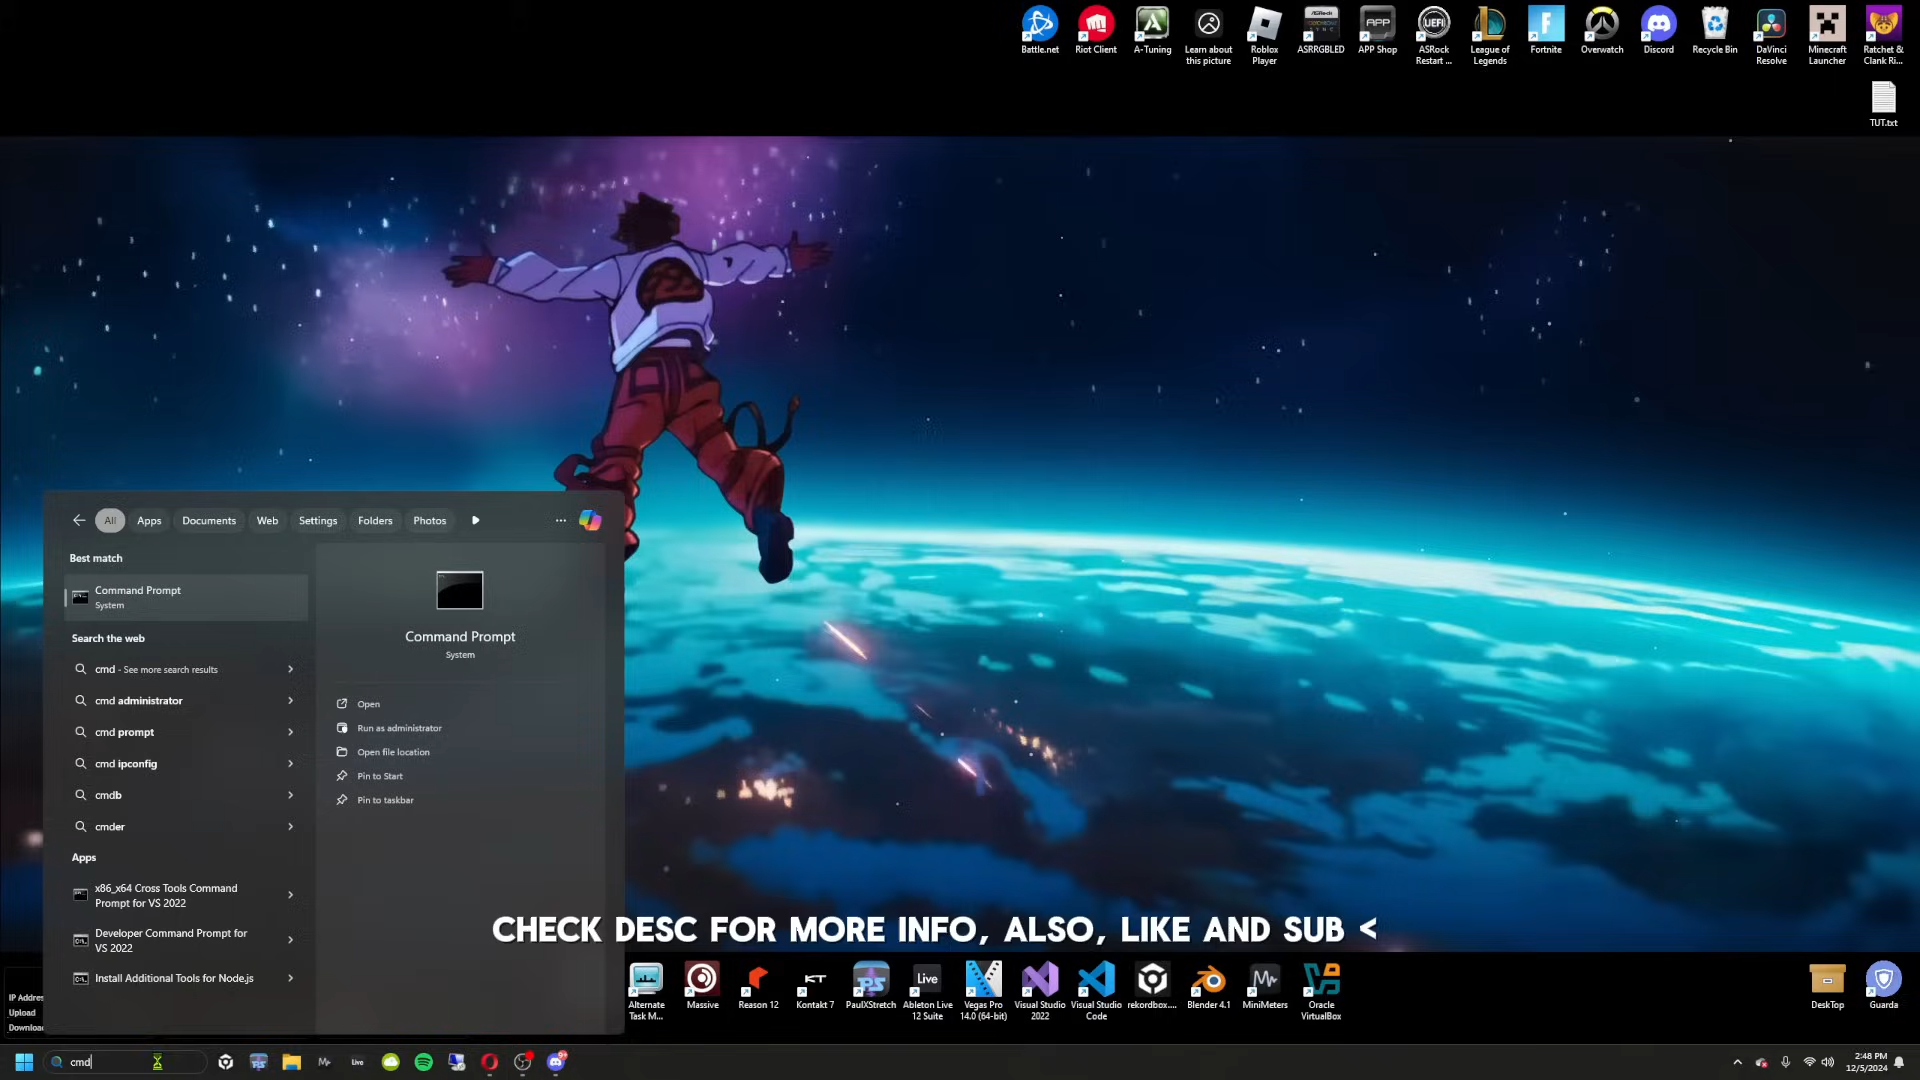 Battle.net
Riot Client
A-Tuning
Learn about
this picture
Roblox
Player
ASRRGBLED
APP Shop
ASRock
Restart ...
League of
Legends
Fortnite
Overwatch
Discord
Recycle Bin
DaVinci
Resolve
Minecraft
Launcher
Ratchet &
Clank Ri...
TUT.txt
All
Apps
Documents
Web
Settings
Folders
Photos
Best match
Command Prompt
System
Search the web
cmd - See more search results
cmd administrator
cmd prompt
cmd ipconfig
cmdb
cmder
Apps
x86_x64 Cross Tools Command
Prompt for VS 2022
Developer Command Prompt for
VS 2022
Install Additional Tools for Node.js
Command Prompt
System
Open
Run as administrator
Open file location
Pin to Start
Pin to taskbar
CHECK DESC FOR MORE INFO, ALSO, LIKE AND SUB <
IP Addres
Upload
Download
Alternate
Task M...
Massive
Reason 12
Kontakt 7
PaulXStretch
Ableton Live
12 Suite
Vegas Pro
14.0 (64-bit)
Visual Studio
2022
Visual Studio
Code
rekordbox...
Blender 4.1
MiniMeters
Oracle
VirtualBox
DeskTop
Guarda
cmd
2:48 PM
12/5/2024